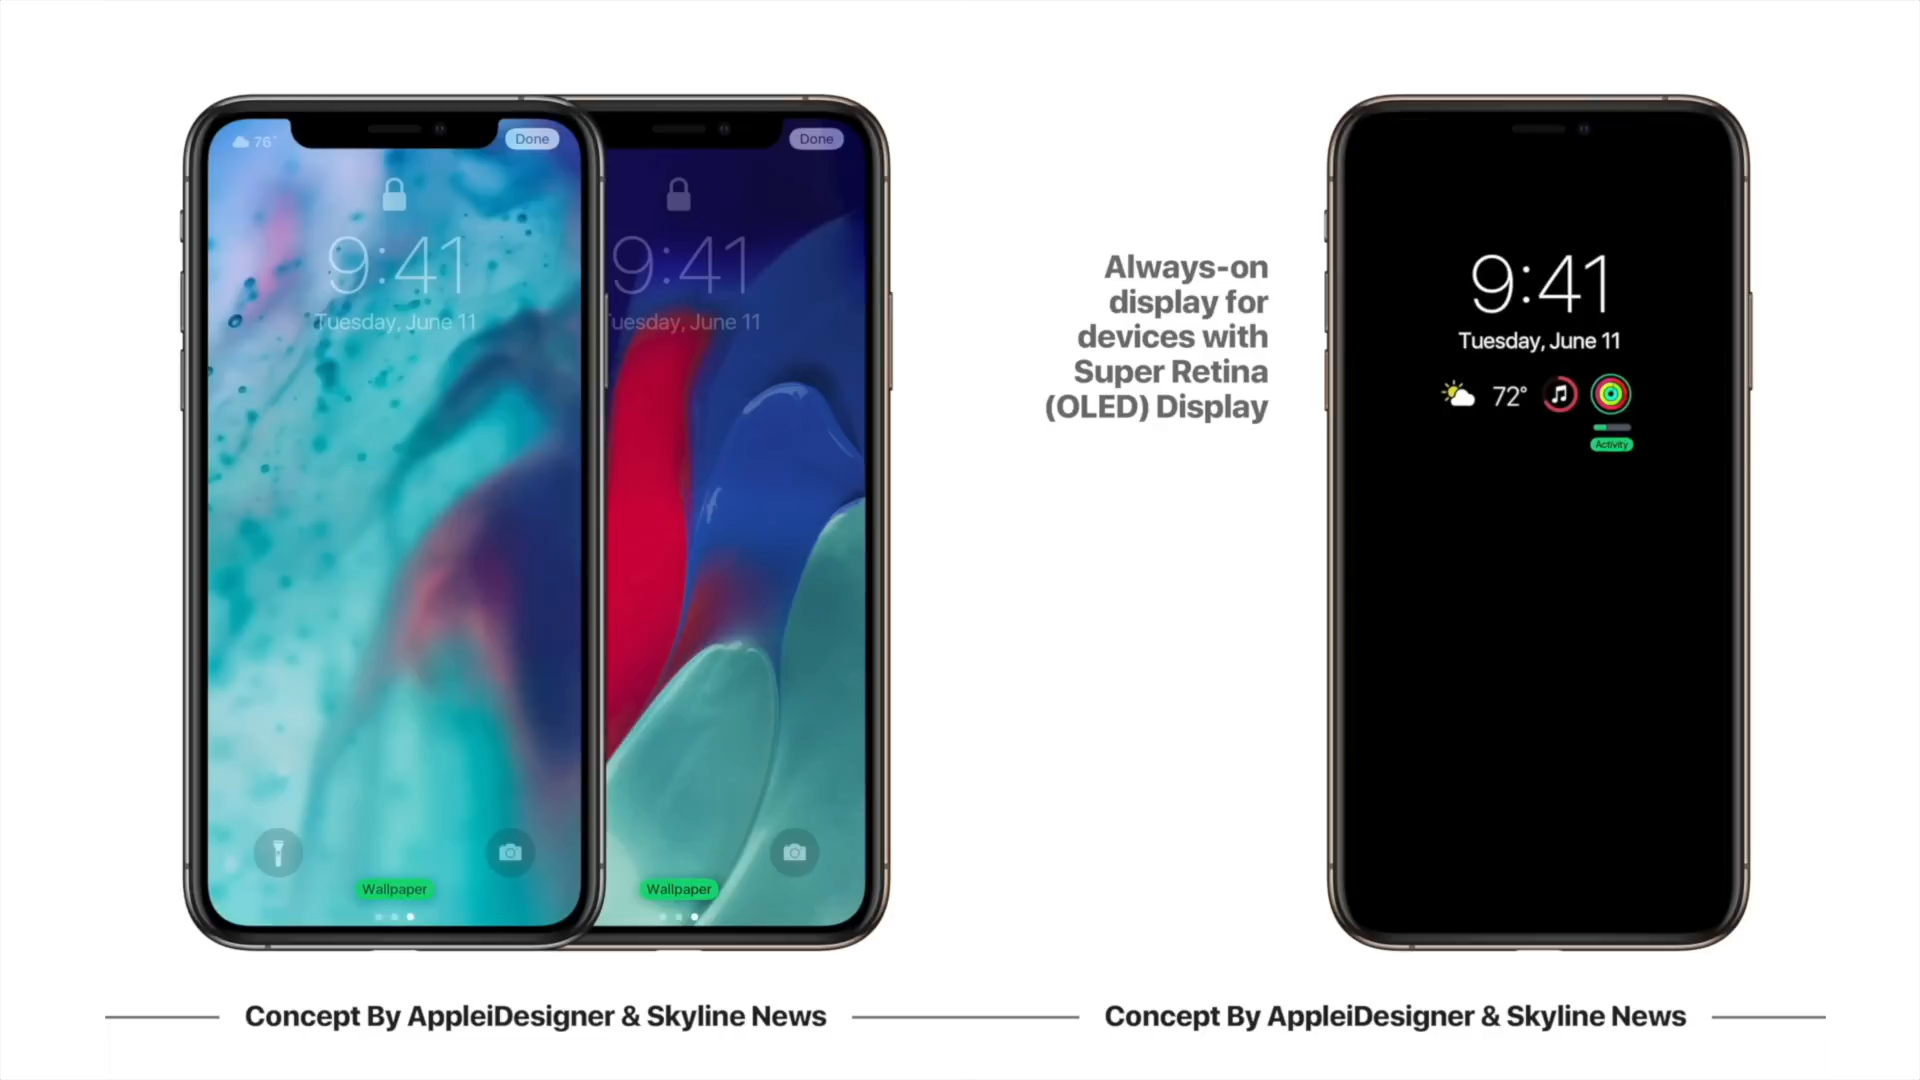 76°
Done
9:41
Tuesday, June 11
Wallpaper
Done
9:41
Tuesday, June 11
Wallpaper
Always-on
display for
devices with
Super Retina
(OLED) Display
9:41
Tuesday, June 11
72°
Activity
Concept By AppleiDesigner & Skyline News
Concept By AppleiDesigner & Skyline News